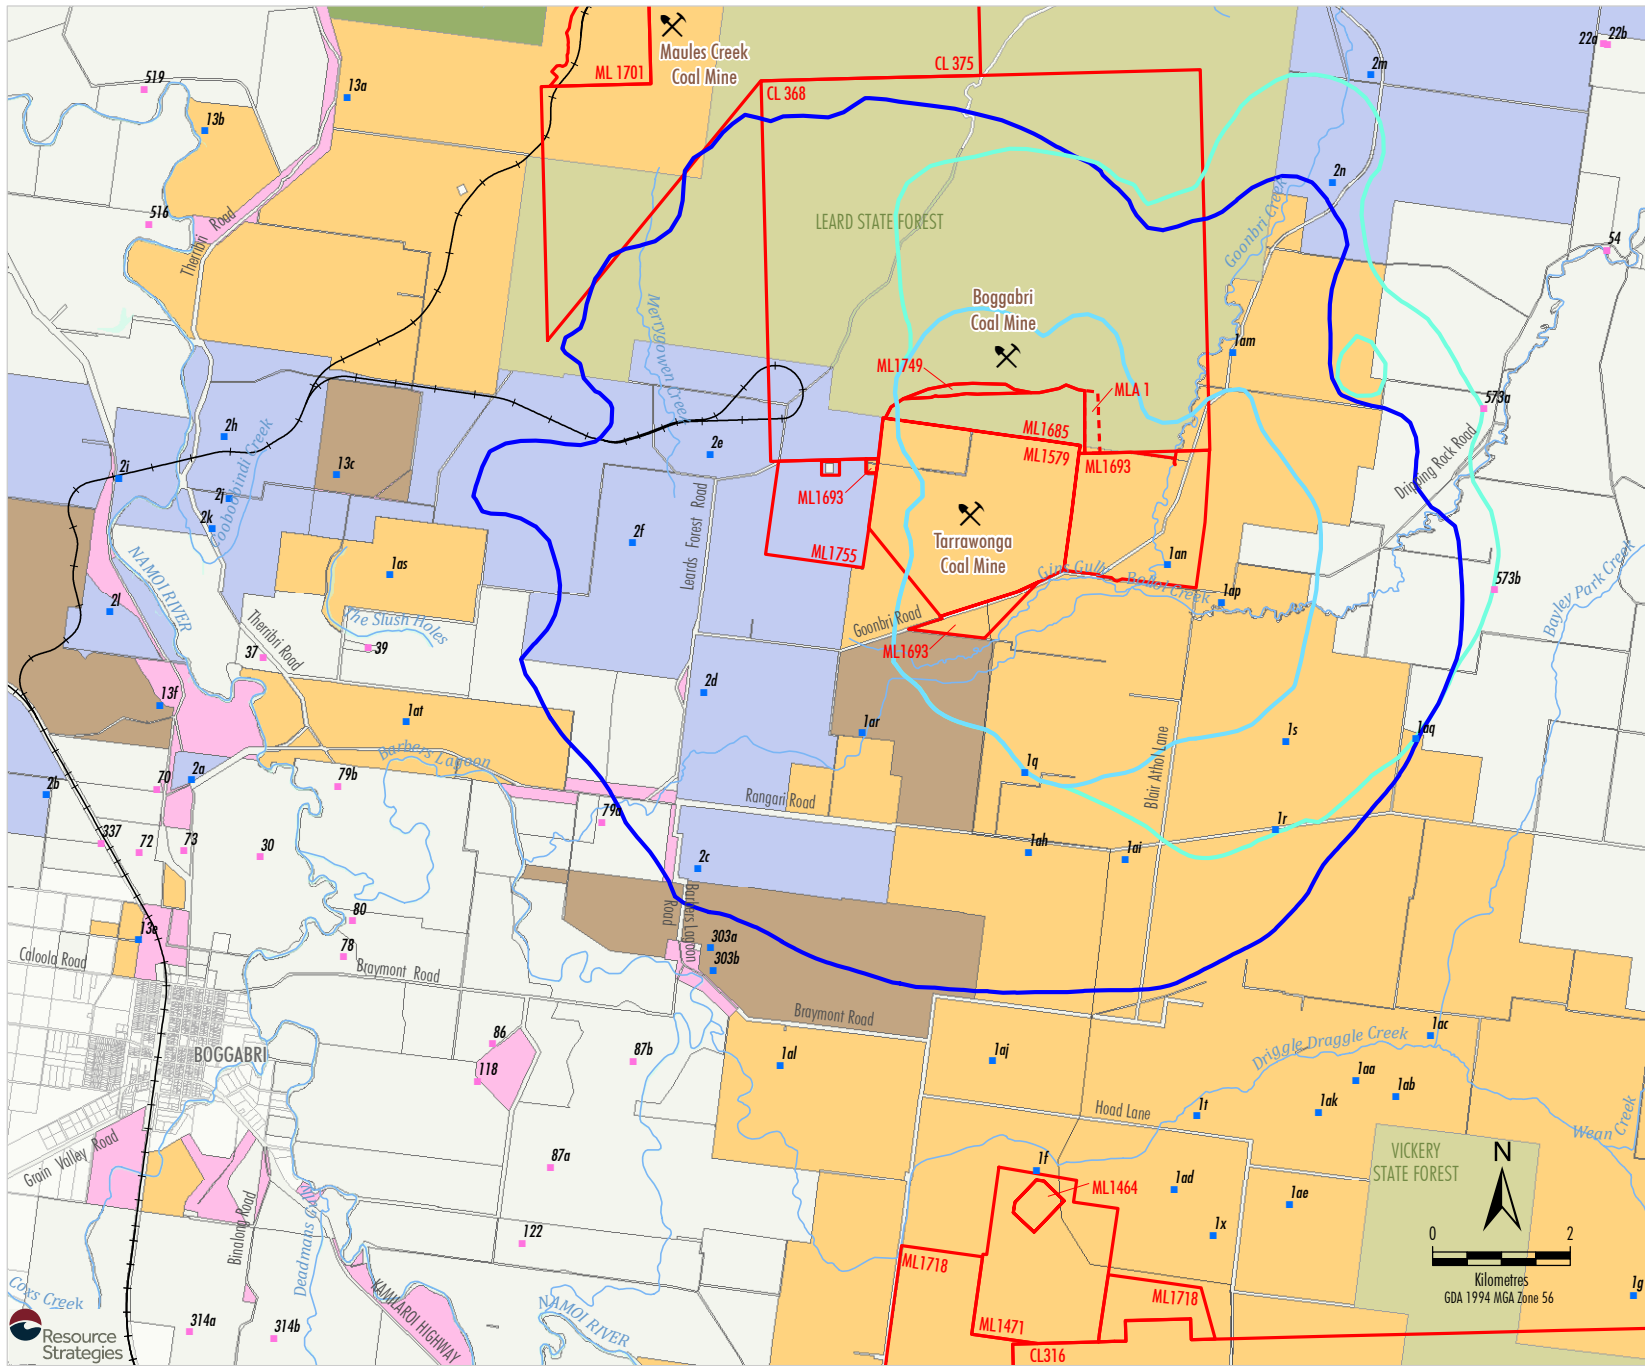 Maules Creek
Coal Mine
ML 1701
CL 375
CL 368
22a
22b
2m
519
13a
13b
516
Therribri Road
2n
54
LEARD STATE FOREST
Goonbri Creek
Merrygowen Creek
Boggabri
Coal Mine
1am
ML1749
MLA 1
573a
ML1685
ML1579
ML1693
2h
2i
13c
2j
2k
Coobobindi Creek
2e
ML1693
Dripping Rock Road
2f
Leards Forest Road
Tarrawonga
Coal Mine
ML1755
1as
1an
Gins Gully
Bollol Creek
1ap
573b
Bayley Park Creek
NAMOI RIVER
2l
The Slush Holes
Therribri Road
37
39
Goonbri Road
ML1693
13f
2d
1at
1ar
1s
1aq
Barbers Lagoon
1q
Blair Athol Lane
2a
70
79b
2b
79a
Rangari Road
337
72
73
30
1r
1ah
1ai
2c
Barbers Lagoon
Road
80
78
13e
303a
303b
Caloola Road
Braymont Road
Braymont Road
86
87b
118
BOGGABRI
1al
1aj
1ac
Driggle Draggle Creek
1aa
1ab
1ak
1t
Hoad Lane
Wean Creek
VICKERY
STATE FOREST
Grain Valley Road
87a
1f
ML1464
1ad
1ae
1x
N
0
2
Kilometres
GDA 1994 MGA Zone 56
Binalong Road
Deadmans Gully
122
ML1718
ML1718
1g
Coxs Creek
KAMILAROI HIGHWAY
NAMOI RIVER
314a
314b
ML1471
CL316
Resource
Strategies